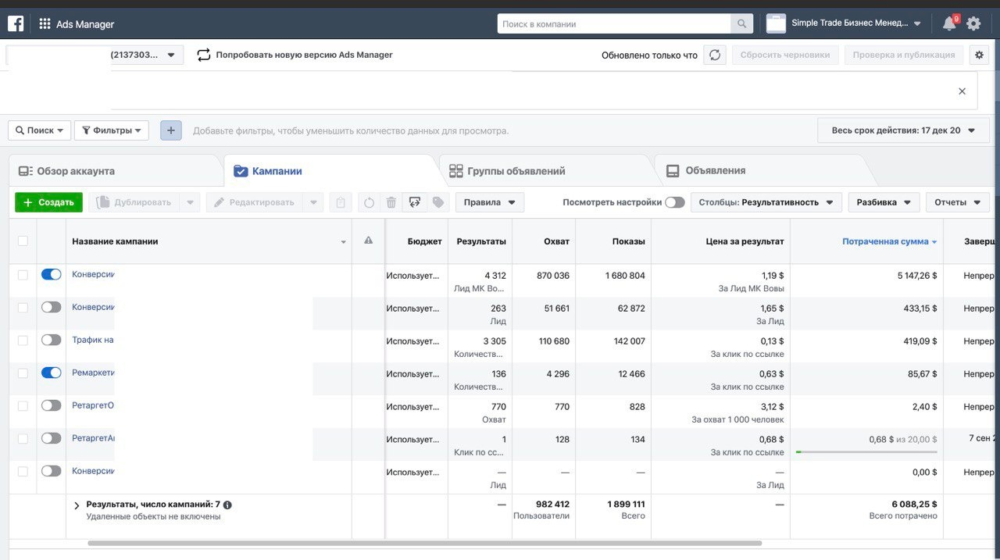 Ads Manager
Поиск в компании
Simple Trade Бизнес Менед...
9
(2137303...
Попробовать новую версию Ads Manager
Обновлено только что
Сбросить черновики
Проверка и публикация
Поиск
Фильтры
Добавьте фильтры, чтобы уменьшить количество данных для просмотра.
Весь срок действия: 17 дек 20
Обзор аккаунта
Кампании
Группы объявлений
Объявления
+ Создать
Дублировать
Редактировать
Правила
Посмотреть настройки
Столбцы: Результативность
Разбивка
Отчеты
Название кампании Бюджет Результаты Охват Показы Цена за результат Потраченная сумма Заверш
Конверсии Использует... 4 312 870 036 1 680 804 1,19 $ 5 147,26 $ Непрер
Лид МК Во... За Лид МК Вовы
Конверсии Использует... 263 51 661 62 872 1,65 $ 433,15 $ Непрер
Лид За Лид
Трафик на Использует... 3 305 110 680 142 007 0,13 $ 419,09 $ Непрер
Количеств... За клик по ссылке
Ремаркети Использует... 136 4 296 12 466 0,63 $ 85,67 $ Непрер
Количеств... За клик по ссылке
РетаргетО Использует... 770 770 828 3,12 $ 2,40 $ Непрер
Охват За охват 1 000 человек
РетаргетАн Использует... 1 128 134 0,68 $ 0,68 $ из 20,00 $ 7 сен 2
Клик по сс... За клик по ссылке
Конверсии Использует... — — — — 0,00 $ Непрер
Лид За Лид
Результаты, число кампаний: 7 — 982 412 1 899 111 — 6 088,25 $
Удаленные объекты не включены Пользователи Всего Всего потрачено